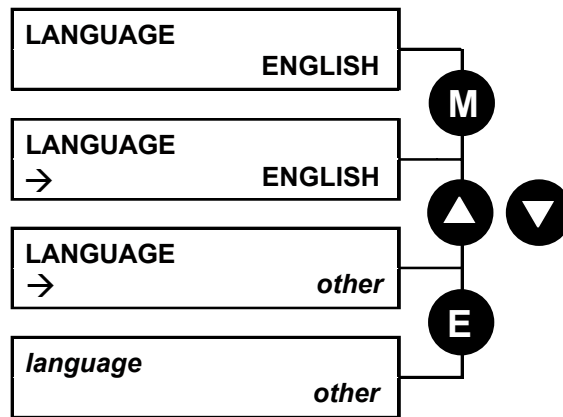 LANGUAGE
ENGLISH
M
LANGUAGE
→ ENGLISH
LANGUAGE
→ other
E
language
other